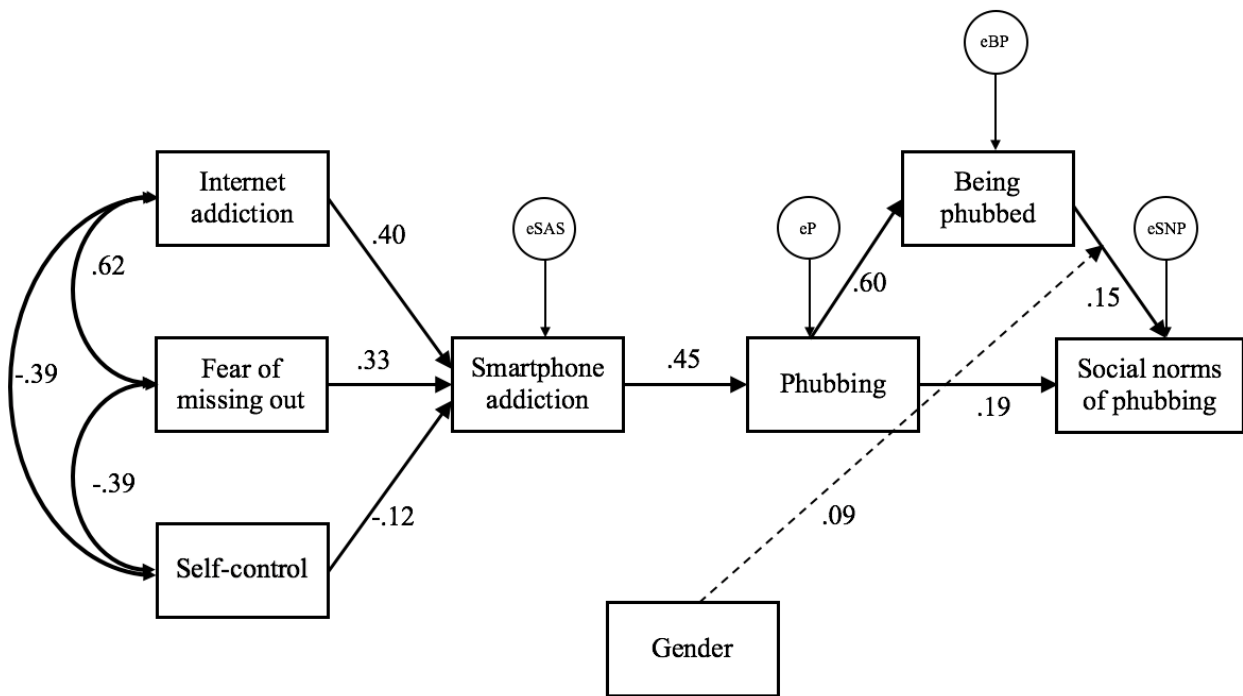 eBP
Internet
addiction
Being
phubbed
.40
eSAS
eP
eSNP
.62
.60
.15
-.39
Fear of
missing out
.33
Smartphone
addiction
.45
Phubbing
.19
Social norms
of phubbing
-.39
-.12
.09
Self-control
Gender